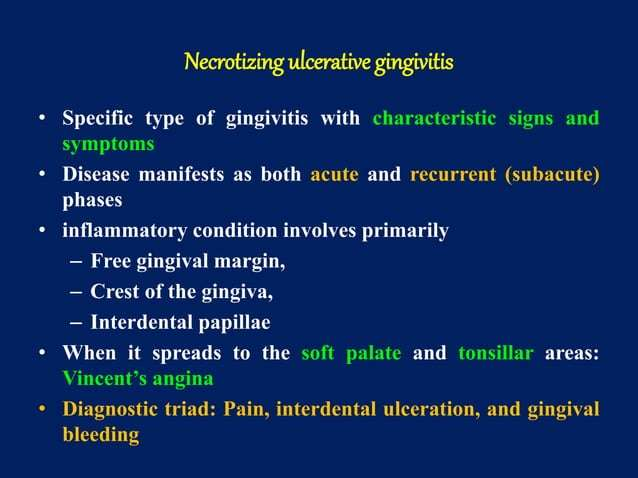 Necrotizing ulcerative gingivitis
• Specific type of gingivitis with characteristic signs and
symptoms
• Disease manifests as both acute and recurrent (subacute)
phases
• inflammatory condition involves primarily
– Free gingival margin,
– Crest of the gingiva,
– Interdental papillae
• When it spreads to the soft palate and tonsillar areas:
Vincent’s angina
• Diagnostic triad: Pain, interdental ulceration, and gingival
bleeding